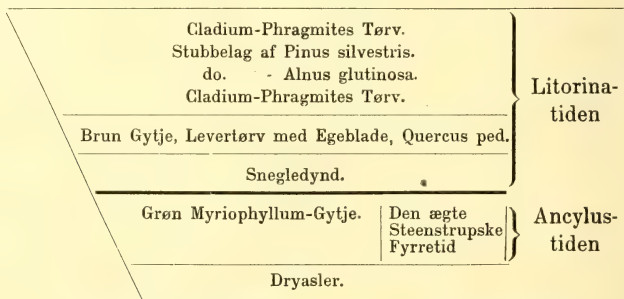 Cladium-Phragmites Tørv.
Stubbelag af Pinus silvestris.
do. - Alnus glutinosa.
Cladium-Phragmites Tørv.
Litorina-
tiden
Brun Gytje, Levertørv med Egeblade, Quercus ped.
Snegledynd.
Grøn Myriophyllum-Gytje.
Den ægte
Steenstrupske
Fyrretid
Ancylus-
tiden
Dryasler.